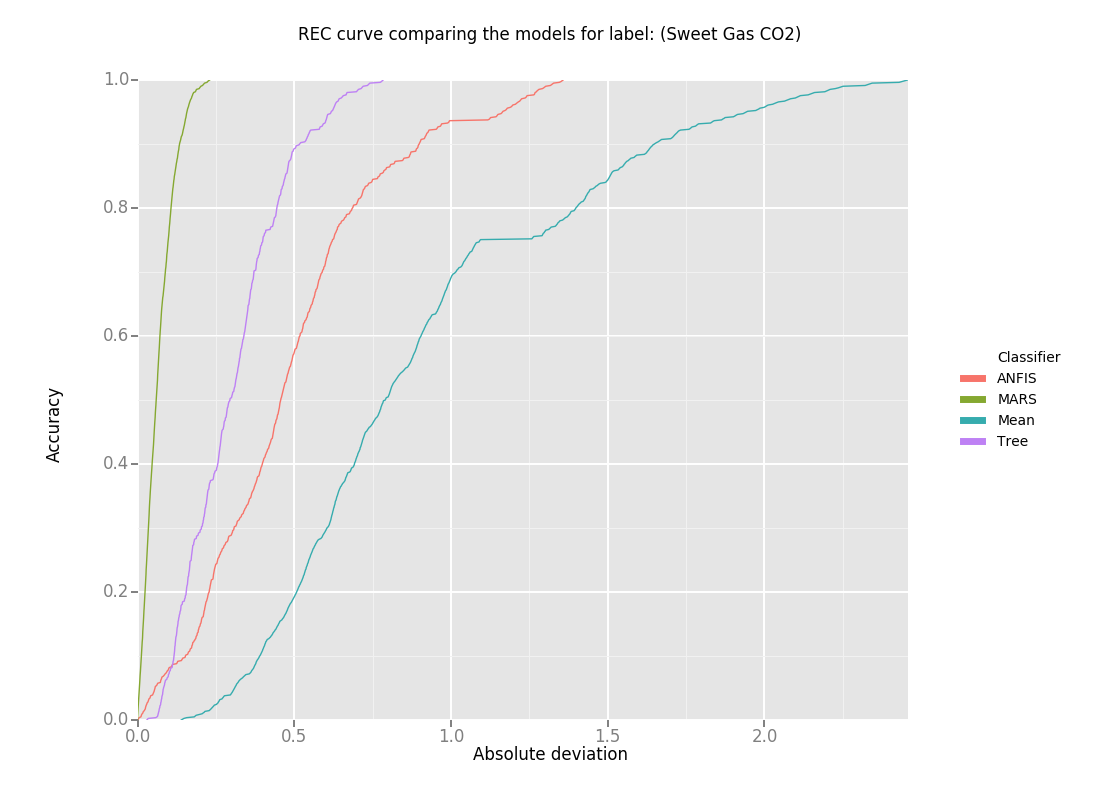 REC curve comparing the models for label: (Sweet Gas CO2)
1.0
0.8
0.6
0.4
0.2
0.0
Accuracy
0.0 0.5 1.0 1.5 2.0
Absolute deviation
Classifier
ANFIS
MARS
Mean
Tree